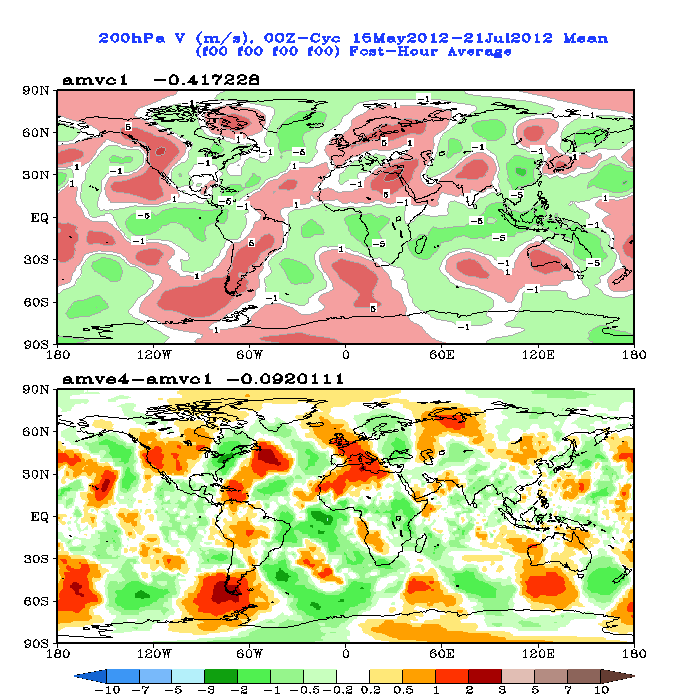 200hPa V (m/s), 00Z-Cyc 15May2012-21Jul2012 Mean
(f00 f00 f00 f00) Fcst-Hour Average
amvc1 -0.417228
90N
60N
30N
EQ
30S
60S
90S
180 120W 60W 0 60E 120E 180
amve4-amvc1 -0.0920111
90N
60N
30N
EQ
30S
60S
90S
180 120W 60W 0 60E 120E 180
-10 -7 -5 -3 -2 -1 -0.5 -0.2 0.2 0.5 1 2 3 5 7 10